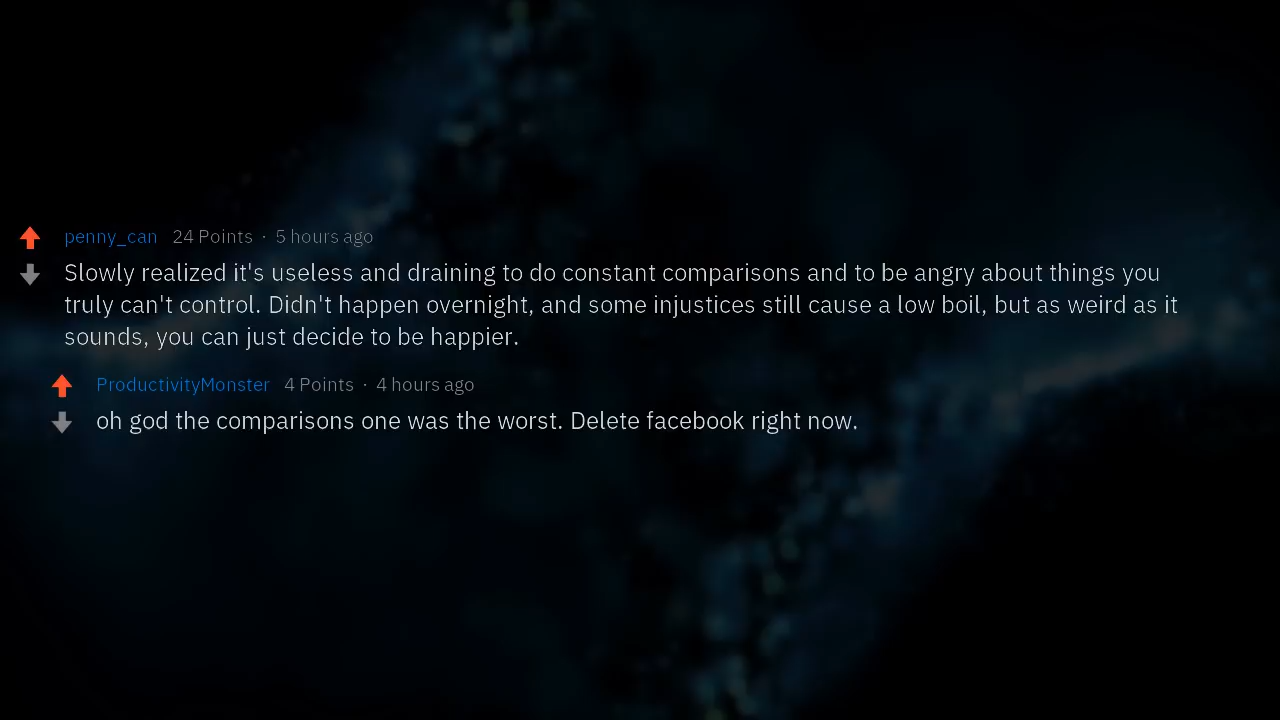 penny_can 24 Points · 5 hours ago
Slowly realized it's useless and draining to do constant comparisons and to be angry about things you
truly can't control. Didn't happen overnight, and some injustices still cause a low boil, but as weird as it
sounds, you can just decide to be happier.
ProductivityMonster 4 Points · 4 hours ago
oh god the comparisons one was the worst. Delete facebook right now.